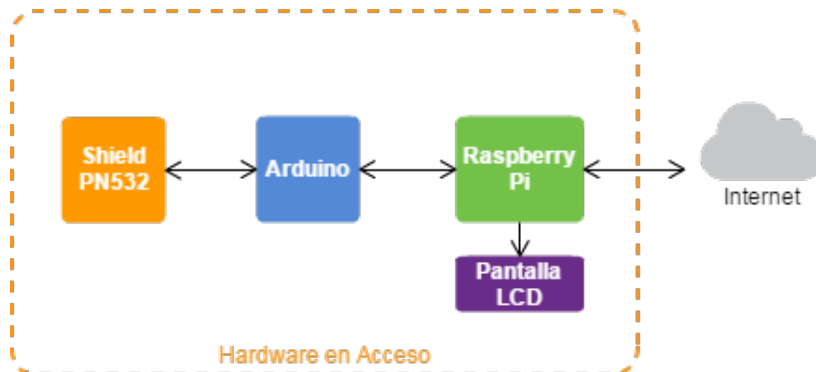 Shield
PN532
Arduino
Raspberry
Pi
Internet
Pantalla
LCD
Hardware en Acceso